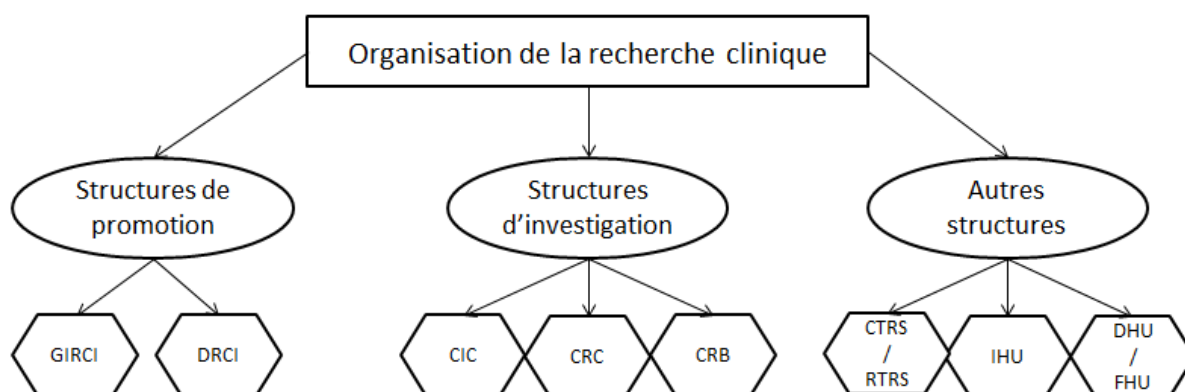 Organisation de la recherche clinique
Structures de
promotion
Structures
d’investigation
Autres
structures
GIRCI
DRCI
CIC
CRC
CRB
CTRS
/
RTRS
IHU
DHU
/
FHU